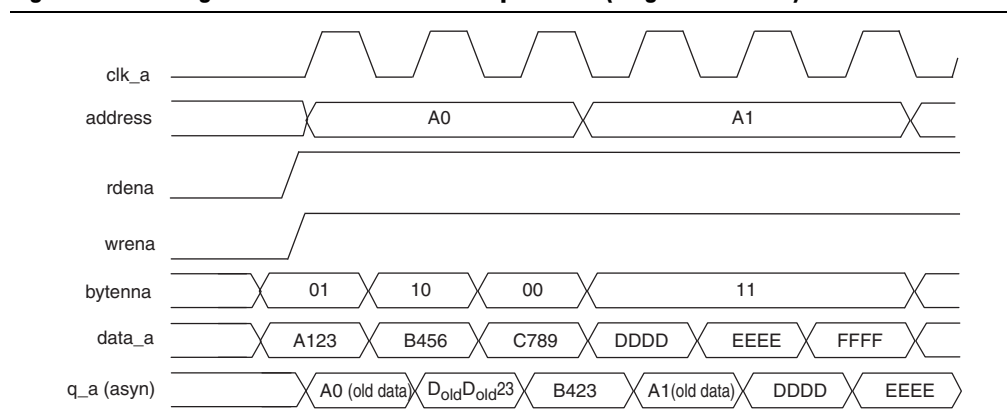 clk_a
address A0 A1
rdena
wrena
bytenna 01 10 00 11
data_a A123 B456 C789 DDDD EEEE FFFF
q_a (asyn) A0 (old data) DoldDold23 B423 A1(old data) DDDD EEEE